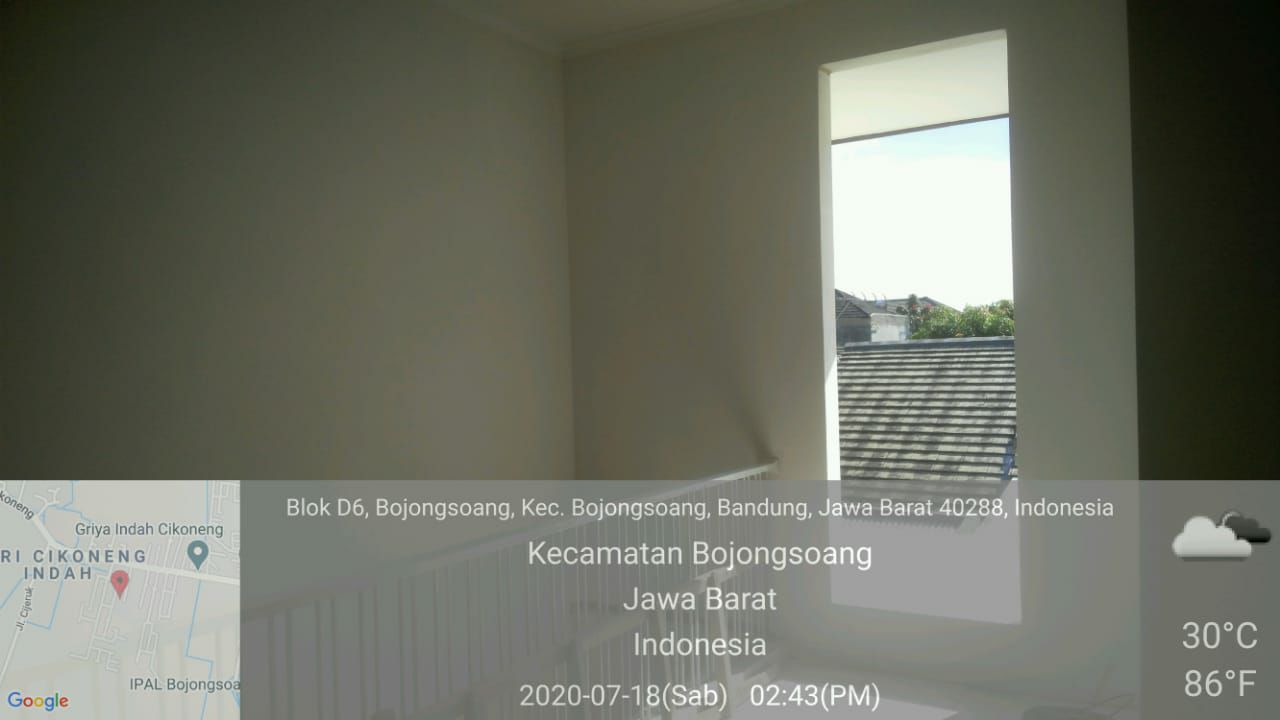 Blok D6, Bojongsoang, Kec. Bojongsoang, Bandung, Jawa Barat 40288, Indonesia
Kecamatan Bojongsoang
Jawa Barat
Indonesia
2020-07-18(Sab) 02:43(PM)
30°C
86°F
koneng
Griya Indah Cikoneng
RI CIKONENG
INDAH
Jl. Cijeruk
IPAL Bojongsoa
Google